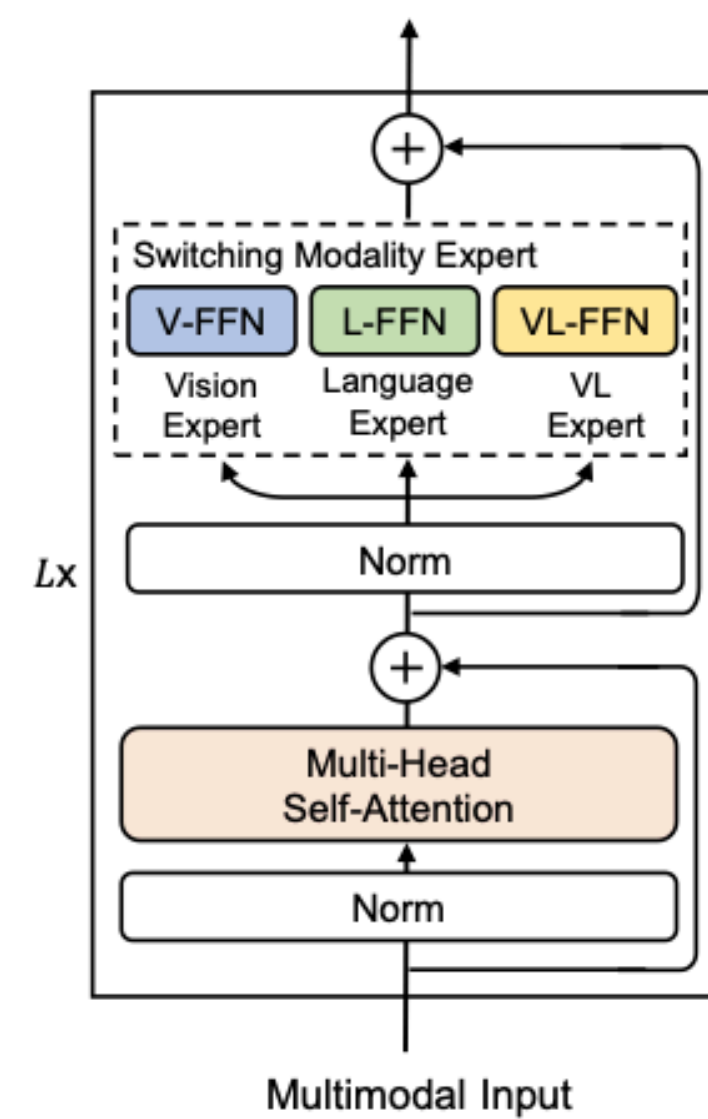 +
Switching Modality Expert
V-FFN L-FFN VL-FFN
Vision Language VL
Expert Expert Expert
Norm
Lx
+
Multi-Head
Self-Attention
Norm
Multimodal Input